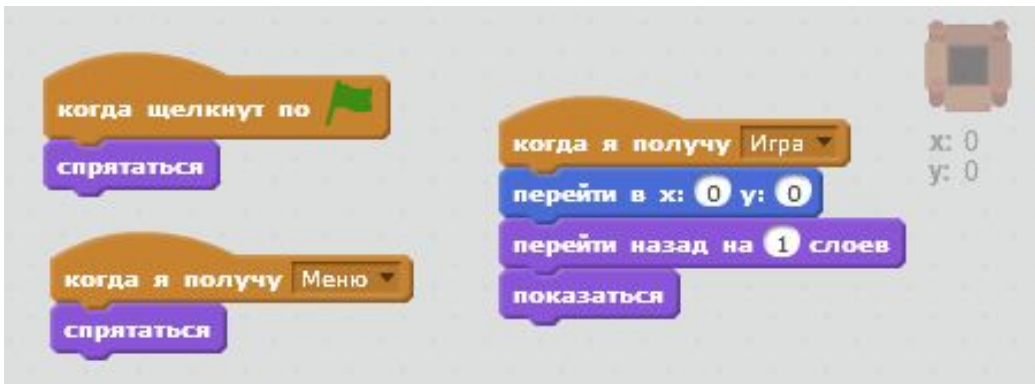 когда щелкнут по
спрятаться
когда я получу Меню
спрятаться
когда я получу Игра
перейти в x: 0 y: 0
перейти назад на 1 слоев
показаться
x: 0
y: 0